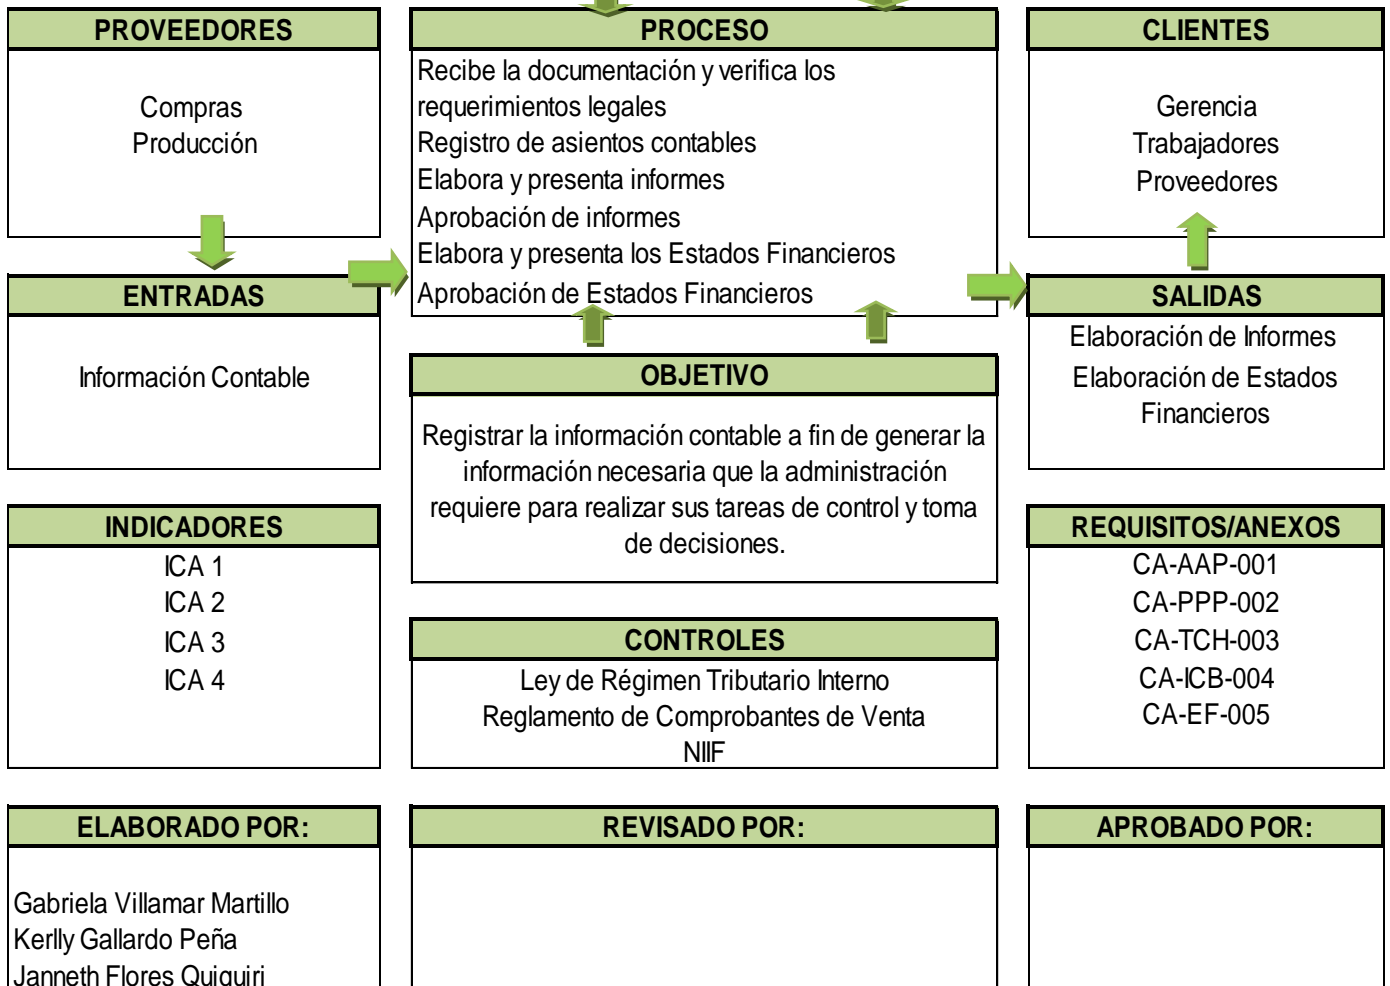 PROVEEDORES
Compras
Producción
PROCESO
Recibe la documentación y verifica los
requerimientos legales
Registro de asientos contables
Elabora y presenta informes
Aprobación de informes
Elabora y presenta los Estados Financieros
Aprobación de Estados Financieros
CLIENTES
Gerencia
Trabajadores
Proveedores
ENTRADAS
Información Contable
OBJETIVO
Registrar la información contable a fin de generar la
información necesaria que la administración
requiere para realizar sus tareas de control y toma
de decisiones.
SALIDAS
Elaboración de Informes
Elaboración de Estados
Financieros
INDICADORES
ICA 1
ICA 2
ICA 3
ICA 4
CONTROLES
Ley de Régimen Tributario Interno
Reglamento de Comprobantes de Venta
NIIF
REQUISITOS/ANEXOS
CA-AAP-001
CA-PPP-002
CA-TCH-003
CA-ICB-004
CA-EF-005
ELABORADO POR:
Gabriela Villamar Martillo
Kerlly Gallardo Peña
Janneth Flores Quiquiri
REVISADO POR:
APROBADO POR: